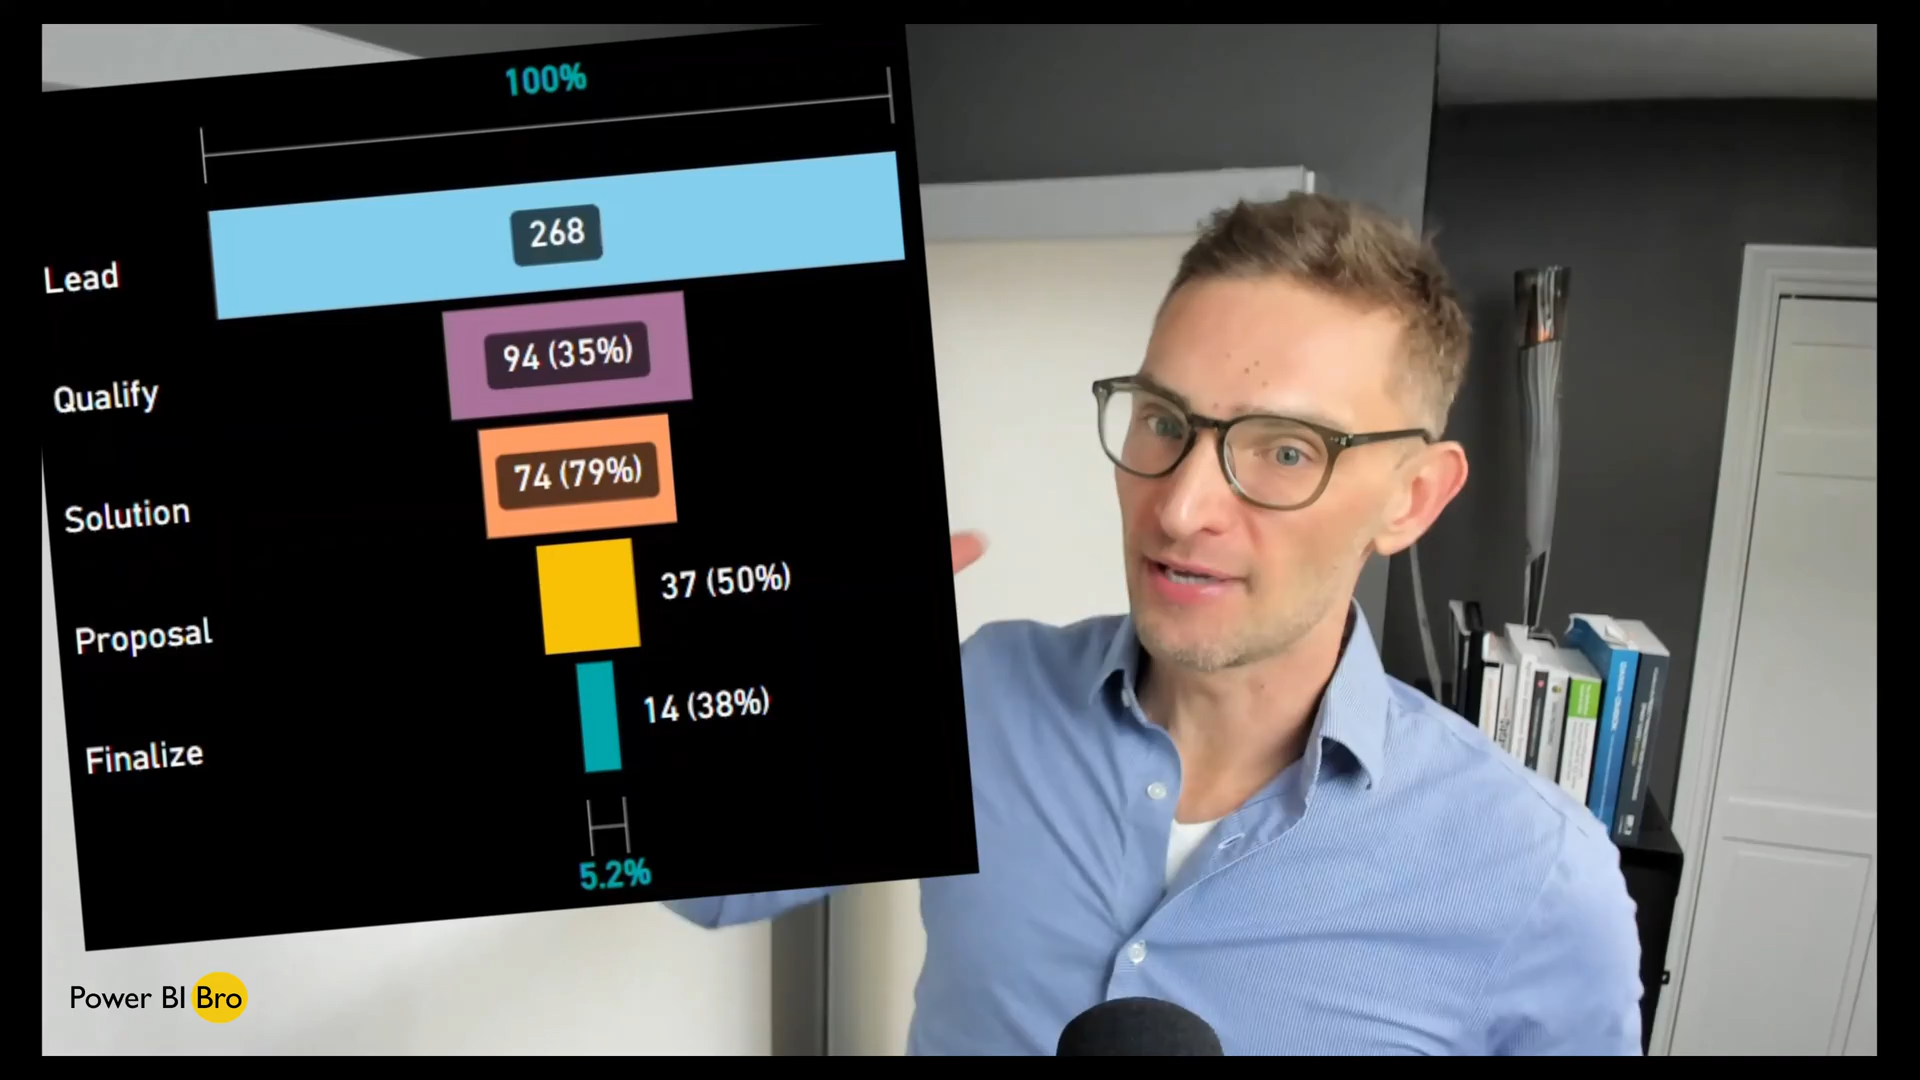 100%
Lead
268
Qualify
94 (35%)
Solution
74 (79%)
Proposal
37 (50%)
Finalize
14 (38%)
5.2%
Power BI Bro